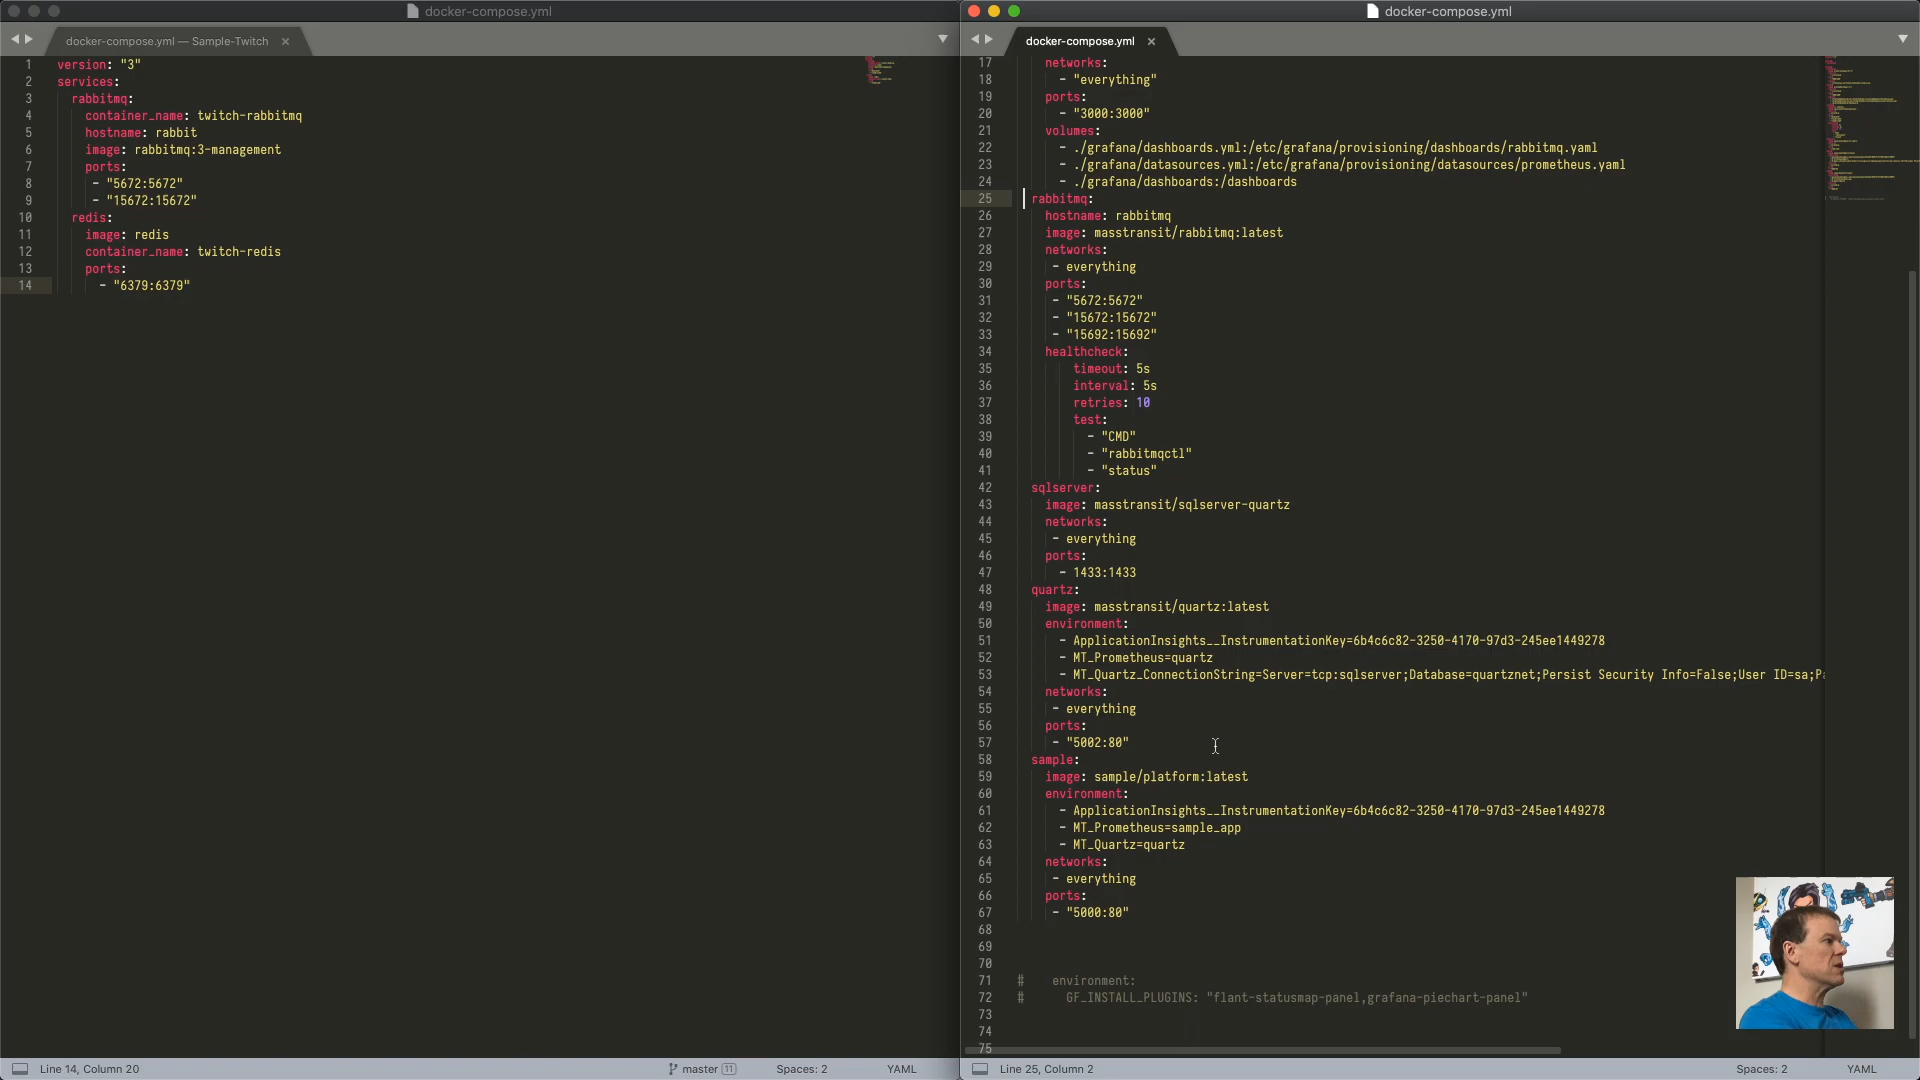 docker-compose.yml
docker-compose.yml — Sample-Twitch ×
1 version: "3"
2 services:
3 rabbitmq:
4 container_name: twitch-rabbitmq
5 hostname: rabbit
6 image: rabbitmq:3-management
7 ports:
8 - "5672:5672"
9 - "15672:15672"
10 redis:
11 image: redis
12 container_name: twitch-redis
13 ports:
14 - "6379:6379"
Line 14, Column 20
master 11
Spaces: 2
YAML
docker-compose.yml
docker-compose.yml ×
17 networks:
18 - "everything"
19 ports:
20 - "3000:3000"
21 volumes:
22 - ./grafana/dashboards.yml:/etc/grafana/provisioning/dashboards/rabbitmq.yaml
23 - ./grafana/datasources.yml:/etc/grafana/provisioning/datasources/prometheus.yaml
24 - ./grafana/dashboards:/dashboards
25 rabbitmq:
26 hostname: rabbitmq
27 image: masstransit/rabbitmq:latest
28 networks:
29 - everything
30 ports:
31 - "5672:5672"
32 - "15672:15672"
33 - "15692:15692"
34 healthcheck:
35 timeout: 5s
36 interval: 5s
37 retries: 10
38 test:
39 - "CMD"
40 - "rabbitmqctl"
41 - "status"
42 sqlserver:
43 image: masstransit/sqlserver-quartz
44 networks:
45 - everything
46 ports:
47 - 1433:1433
48 quartz:
49 image: masstransit/quartz:latest
50 environment:
51 - ApplicationInsights__InstrumentationKey=6b4c6c82-3250-4170-97d3-245ee1449278
52 - MT_Prometheus=quartz
53 - MT_Quartz_ConnectionString=Server=tcp:sqlserver;Database=quartznet;Persist Security Info=False;User ID=sa;Pa
54 networks:
55 - everything
56 ports:
57 - "5002:80"
58 sample:
59 image: sample/platform:latest
60 environment:
61 - ApplicationInsights__InstrumentationKey=6b4c6c82-3250-4170-97d3-245ee1449278
62 - MT_Prometheus=sample_app
63 - MT_Quartz=quartz
64 networks:
65 - everything
66 ports:
67 - "5000:80"
68
69
70
71 # environment:
72 # GF_INSTALL_PLUGINS: "flant-statusmap-panel,grafana-piechart-panel"
73
74
75
Line 25, Column 2
Spaces: 2
YAML